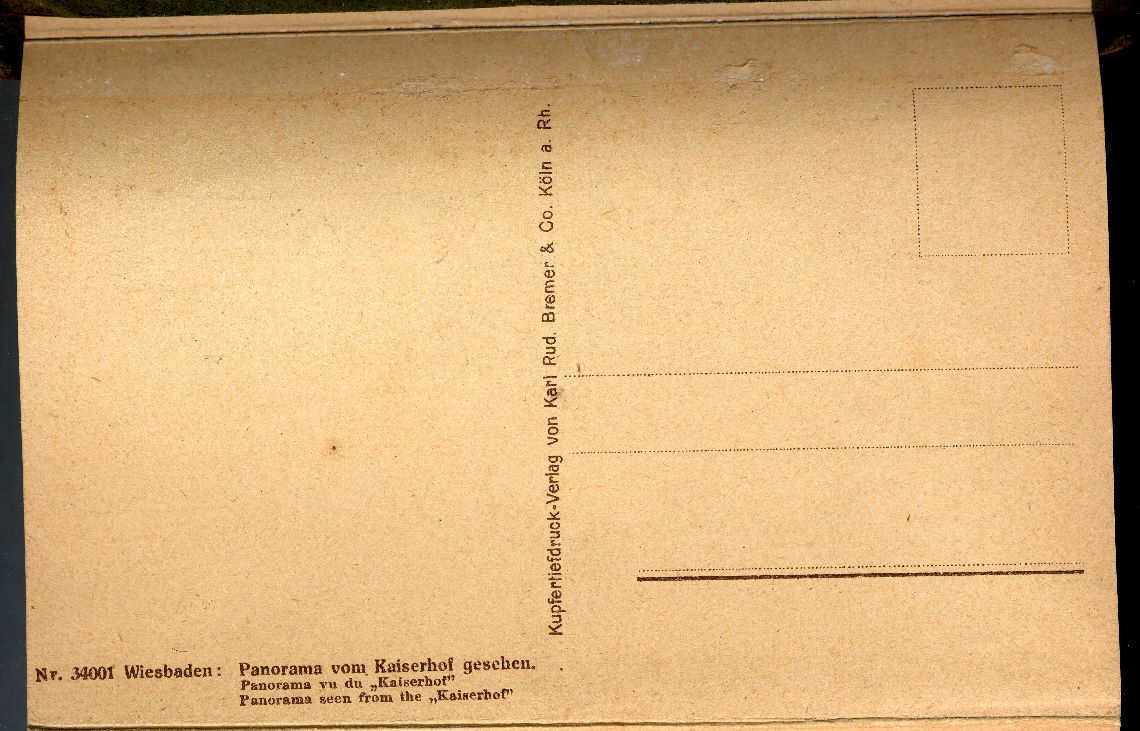 Kupfertiefdruck-Verlag von Karl Rud. Bremer & Co. Köln a. Rh.
Nr. 34001 Wiesbaden: Panorama vom Kaiserhof gesehen.
Panorama vu du „Kaiserhof”
Panorama seen from the „Kaiserhof”